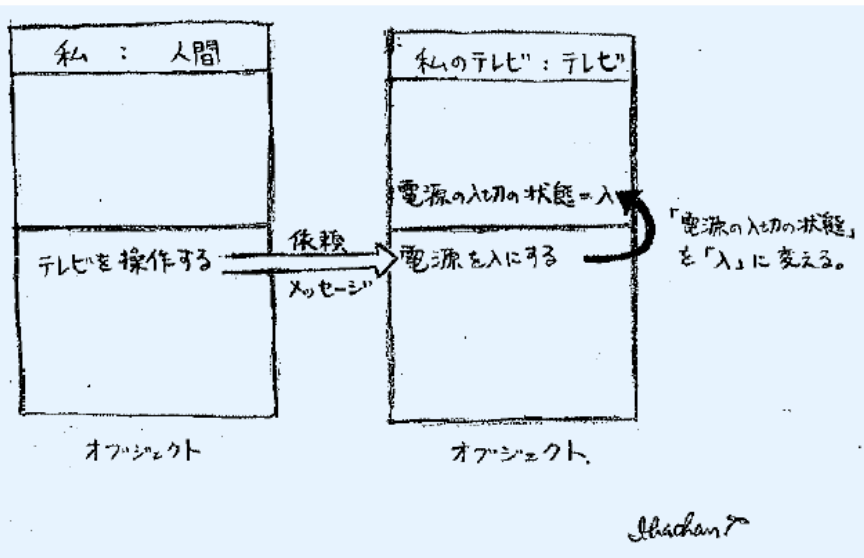 私 : 人間
私のテレビ : テレビ
電源の入切の状態=入
テレビを操作する
依頼
メッセージ
電源を入にする
「電源の入切の状態」
を「入」に変える。
オブジェクト
オブジェクト.